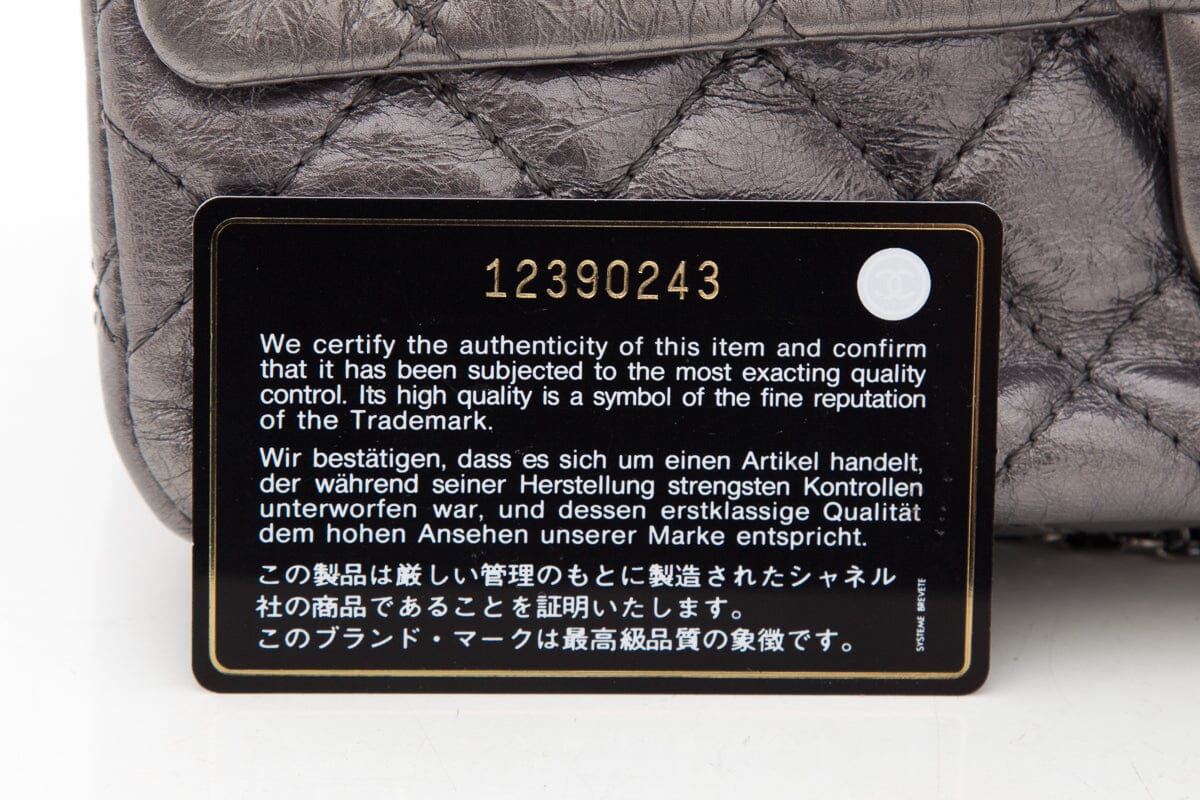 12390243
We certify the authenticity of this item and confirm
that it has been subjected to the most exacting quality
control. Its high quality is a symbol of the fine reputation
of the Trademark.
Wir bestätigen, dass es sich um einen Artikel handelt,
der während seiner Herstellung strengsten Kontrollen
unterworfen war, und dessen erstklassige Qualität
dem hohen Ansehen unserer Marke entspricht.
この製品は厳しい管理のもとに製造されたシャネル
社の商品であることを証明いたします。
このブランド・マークは最高級品質の象徴です。
SYSTEME BREVETE